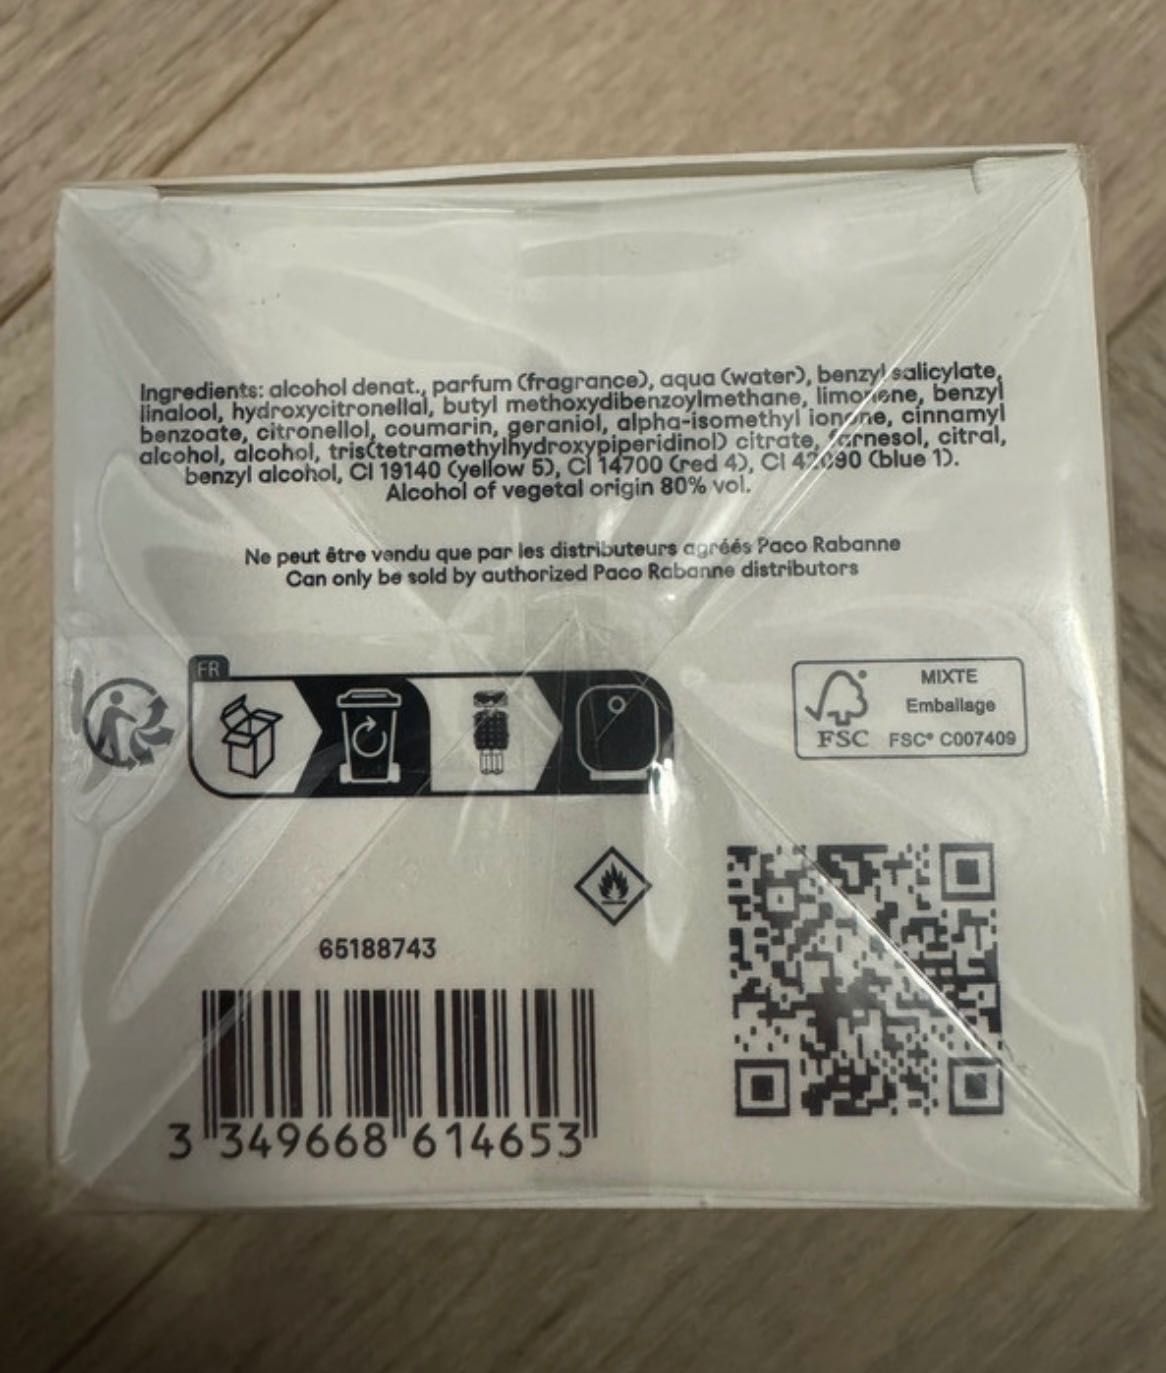 Ingredients: alcohol denat., parfum (fragrance), aqua (water), benzyl salicylate,
linalool, hydroxycitronellal, butyl methoxydibenzoylmethane, limonene, benzyl
benzoate, citronellol, coumarin, geraniol, alpha-isomethyl ionone, cinnamyl
alcohol, alcohol, tris(tetramethylhydroxypiperidinol) citrate, farnesol, citral,
benzyl alcohol, CI 19140 (yellow 5), CI 14700 (red 4), CI 42090 (blue 1).
Alcohol of vegetal origin 80% vol.
Ne peut être vendu que par les distributeurs agréés Paco Rabanne
Can only be sold by authorized Paco Rabanne distributors
FR
MIXTE
Emballage
FSC FSC® C007409
65188743
3 349668 614653